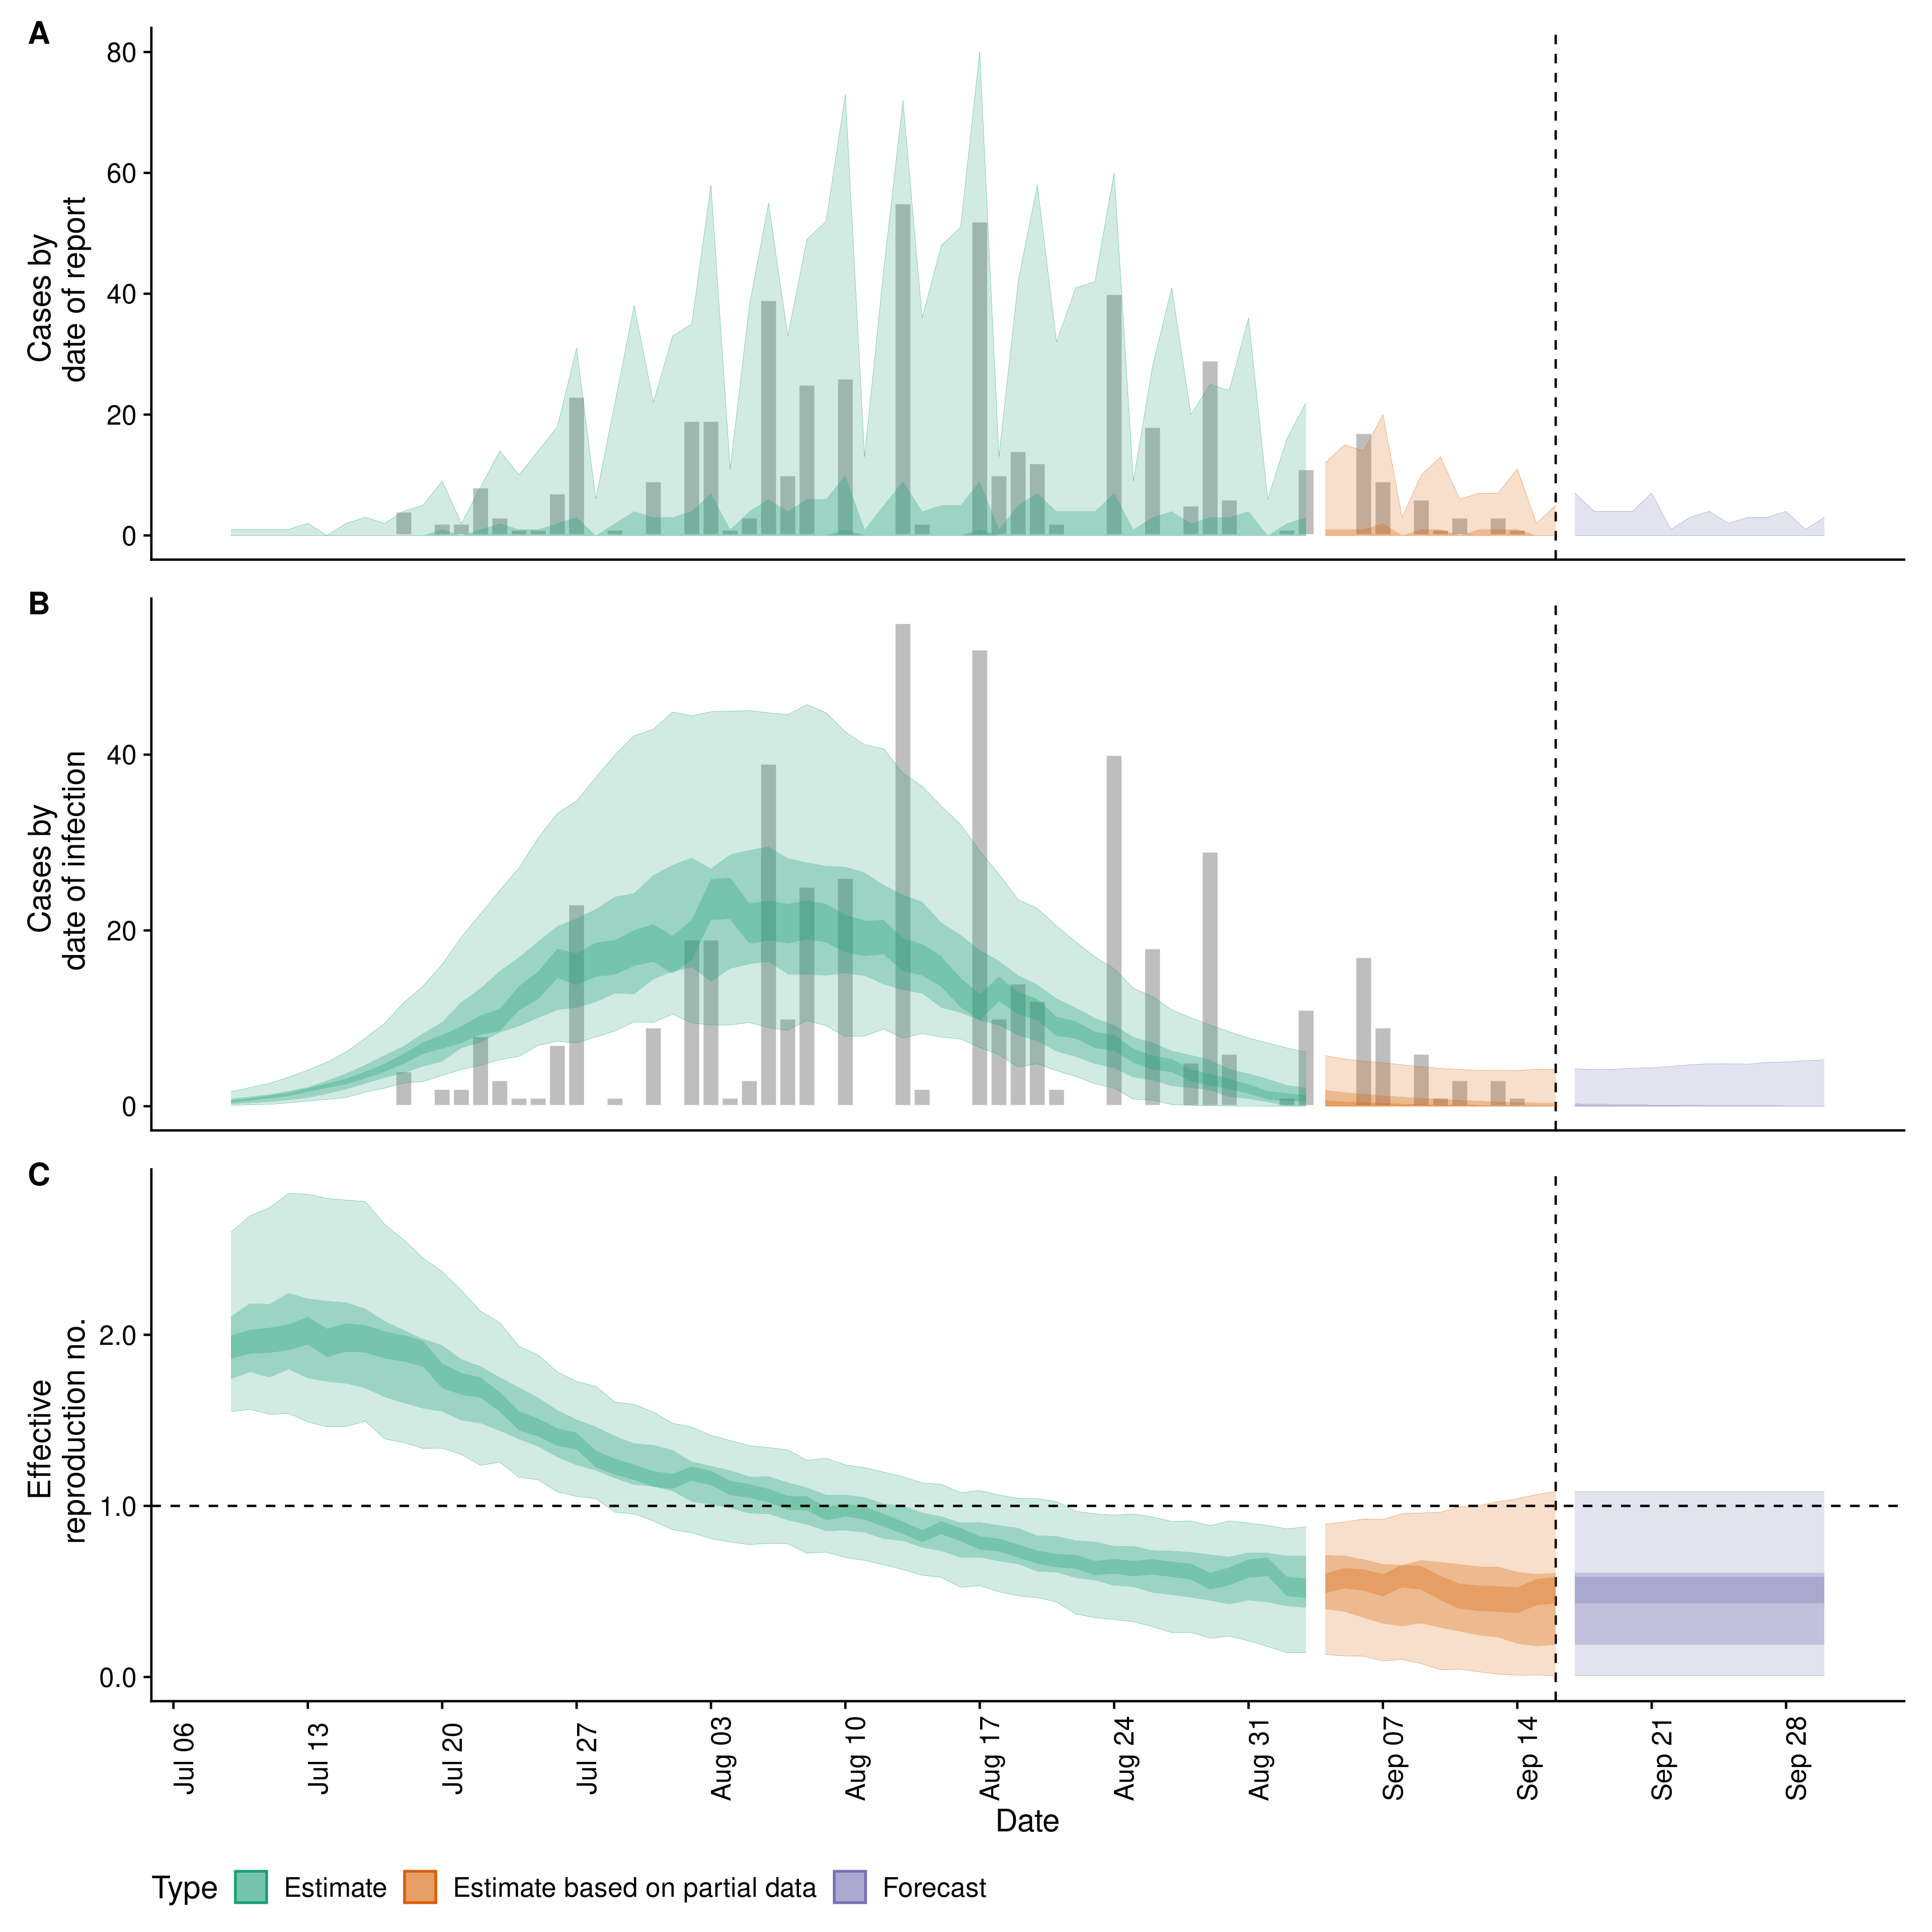 A
80
60
40
20
0
Cases by
date of report
B
40
20
0
Cases by
date of infection
C
2.0
1.0
0.0
Effective
reproduction no.
Jul 06
Jul 13
Jul 20
Jul 27
Aug 03
Aug 10
Aug 17
Aug 24
Aug 31
Sep 07
Sep 14
Sep 21
Sep 28
Date
Type
Estimate
Estimate based on partial data
Forecast